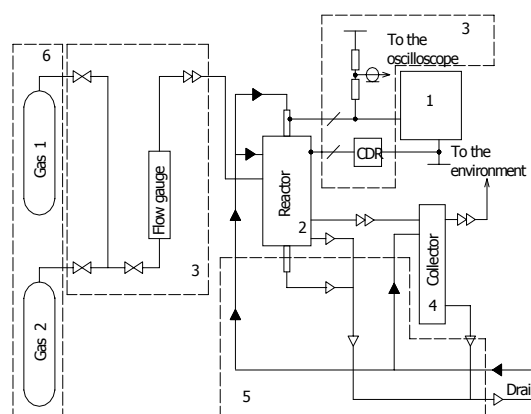 6
Gas 1
Gas 2
Flow gauge
3
3
To the
oscilloscope
1
CDR
To the
environment
Reactor
2
Collector
4
5
Drai